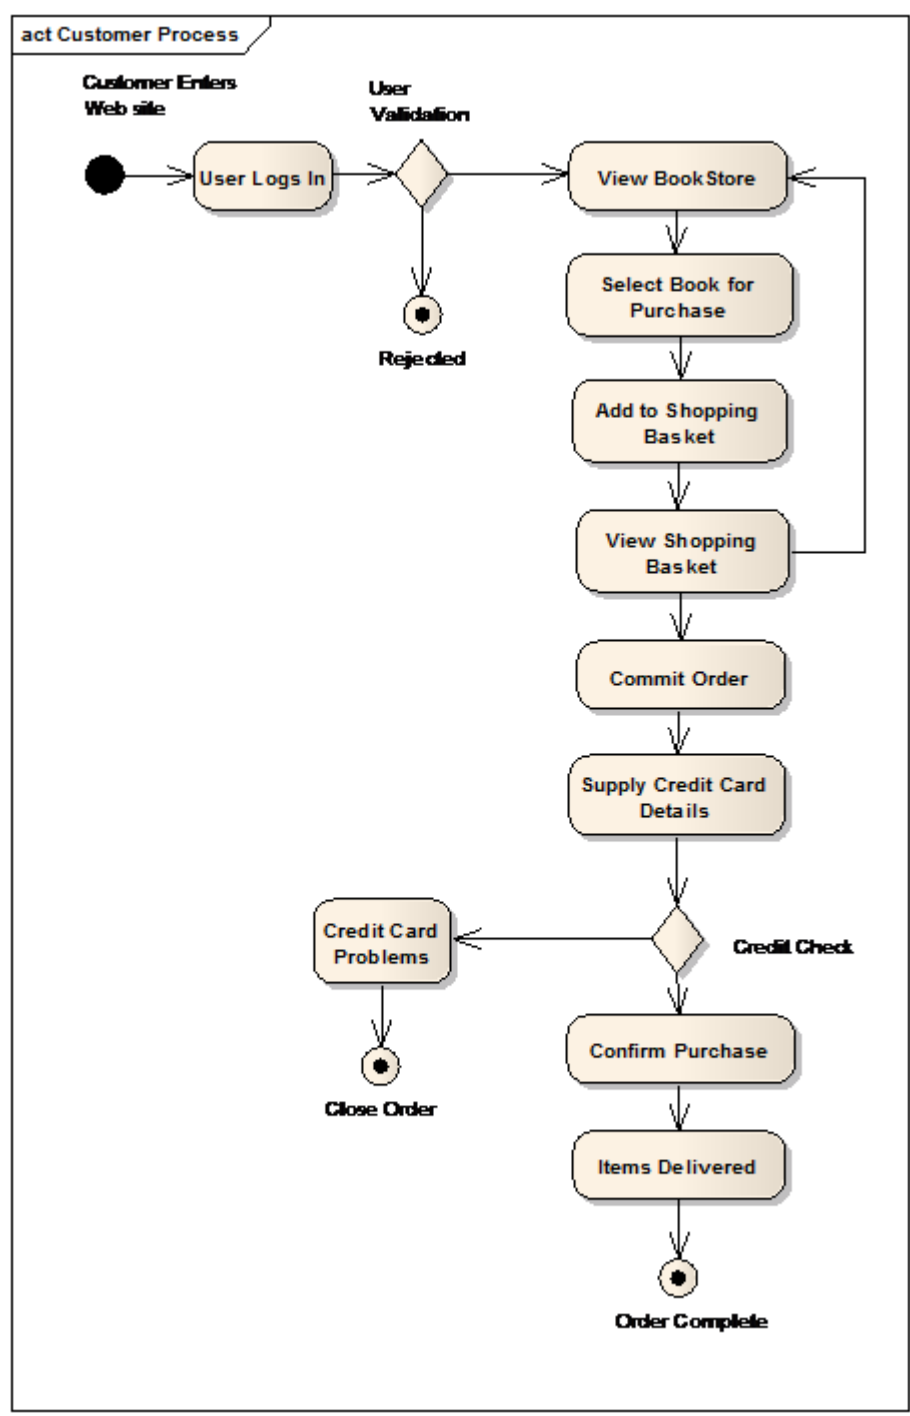 act Customer Process
Customer Enters
Web site
User
Validation
User Logs In
View BookStore
Rejected
Select Book for
Purchase
Add to Shopping
Basket
View Shopping
Basket
Commit Order
Supply Credit Card
Details
Credit Card
Problems
Credit Check
Close Order
Confirm Purchase
Items Delivered
Order Complete